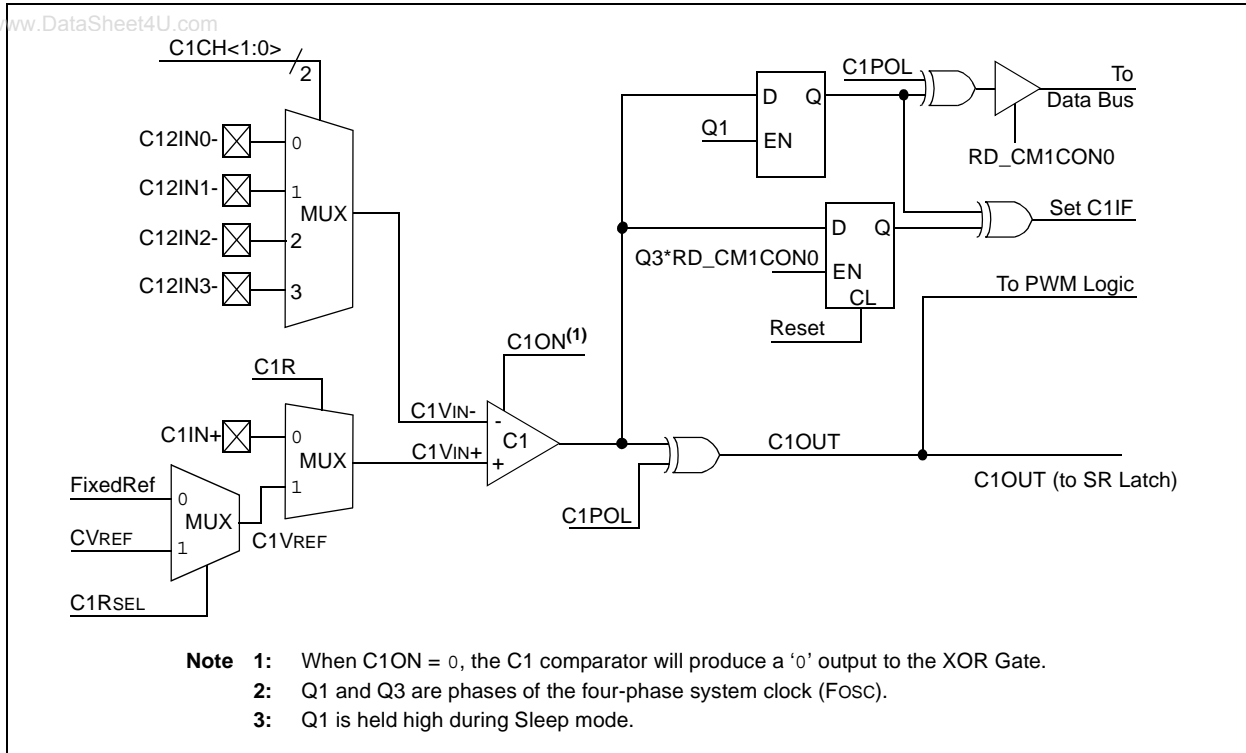 www.DataSheet4U.com
C1CH<1:0>
2
C12IN0-
0
C12IN1-
1
MUX
C12IN2-
2
C12IN3-
3
C1R
C1IN+
0
MUX
1
FixedRef
0
MUX
CVREF
1
C1VREF
C1RSEL
C1ON(1)
C1VIN-
-
C1
C1VIN+
+
C1POL
D Q
Q1
EN
C1POL
To
Data Bus
RD_CM1CON0
D Q
Q3*RD_CM1CON0
EN
CL
Reset
Set C1IF
To PWM Logic
C1OUT
C1OUT (to SR Latch)
Note 1: When C1ON = 0, the C1 comparator will produce a ‘0’ output to the XOR Gate.
2: Q1 and Q3 are phases of the four-phase system clock (FOSC).
3: Q1 is held high during Sleep mode.